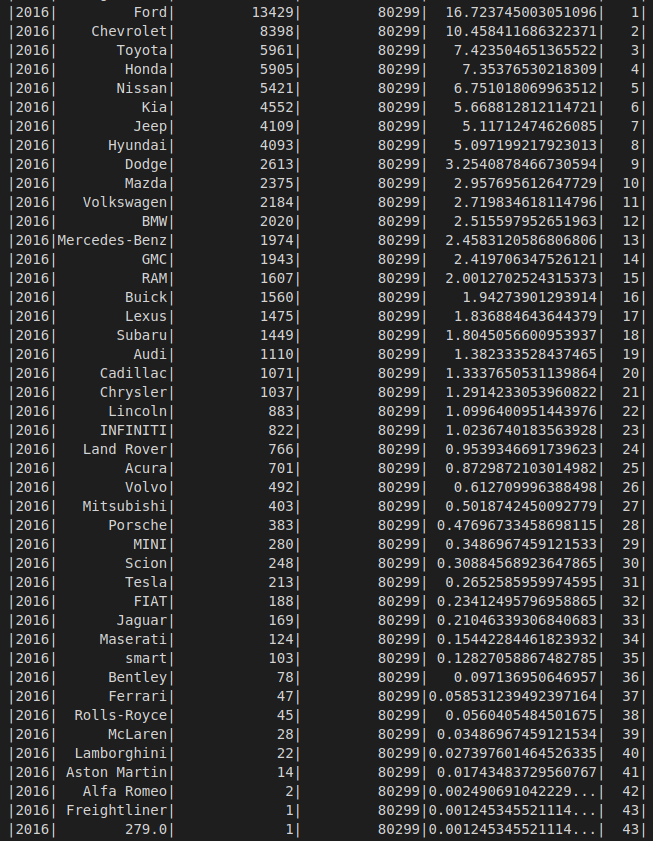 |2016|         Ford|         13429|         80299|  16.723745003051096|   1|
|2016|    Chevrolet|          8398|         80299|  10.458411686322371|   2|
|2016|       Toyota|          5961|         80299|   7.423504651365522|   3|
|2016|        Honda|          5905|         80299|    7.35376530218309|   4|
|2016|       Nissan|          5421|         80299|   6.751018069963512|   5|
|2016|          Kia|          4552|         80299|   5.668812812114721|   6|
|2016|         Jeep|          4109|         80299|    5.11712474626085|   7|
|2016|      Hyundai|          4093|         80299|   5.097199217923013|   8|
|2016|        Dodge|          2613|         80299|  3.2540878466730594|   9|
|2016|        Mazda|          2375|         80299|   2.957695612647729|  10|
|2016|   Volkswagen|          2184|         80299|   2.719834618114796|  11|
|2016|          BMW|          2020|         80299|   2.515597952651963|  12|
|2016|Mercedes-Benz|          1974|         80299|  2.4583120586806806|  13|
|2016|          GMC|          1943|         80299|   2.419706347526121|  14|
|2016|          RAM|          1607|         80299|  2.0012702524315373|  15|
|2016|        Buick|          1560|         80299|    1.94273901293914|  16|
|2016|        Lexus|          1475|         80299|   1.836884643644379|  17|
|2016|       Subaru|          1449|         80299|  1.8045056600953937|  18|
|2016|         Audi|          1110|         80299|   1.382333528437465|  19|
|2016|     Cadillac|          1071|         80299|  1.3337650531139864|  20|
|2016|     Chrysler|          1037|         80299|  1.2914233053960822|  21|
|2016|      Lincoln|           883|         80299|  1.0996400951443976|  22|
|2016|     INFINITI|           822|         80299|  1.0236740183563928|  23|
|2016|   Land Rover|           766|         80299|  0.9539346691739623|  24|
|2016|        Acura|           701|         80299|  0.8729872103014982|  25|
|2016|        Volvo|           492|         80299|   0.612709996388498|  26|
|2016|   Mitsubishi|           403|         80299|  0.5018742450092779|  27|
|2016|      Porsche|           383|         80299| 0.47696733458698115|  28|
|2016|         MINI|           280|         80299|  0.3486967459121533|  29|
|2016|        Scion|           248|         80299| 0.30884568923647865|  30|
|2016|        Tesla|           213|         80299|  0.2652585959974595|  31|
|2016|         FIAT|           188|         80299| 0.23412495796958865|  32|
|2016|       Jaguar|           169|         80299| 0.21046339306840683|  33|
|2016|     Maserati|           124|         80299| 0.15442284461823932|  34|
|2016|        smart|           103|         80299| 0.12827058867482785|  35|
|2016|      Bentley|            78|         80299|   0.097136950646957|  36|
|2016|      Ferrari|            47|         80299|0.058531239492397164|  37|
|2016|  Rolls-Royce|            45|         80299|  0.0560405484501675|  38|
|2016|      McLaren|            28|         80299| 0.03486967459121534|  39|
|2016|  Lamborghini|            22|         80299|0.027397601464526335|  40|
|2016| Aston Martin|            14|         80299| 0.01743483729560767|  41|
|2016|   Alfa Romeo|             2|         80299|0.002490691042229...|  42|
|2016| Freightliner|             1|         80299|0.001245345521114...|  43|
|2016|        279.0|             1|         80299|0.001245345521114...|  43|